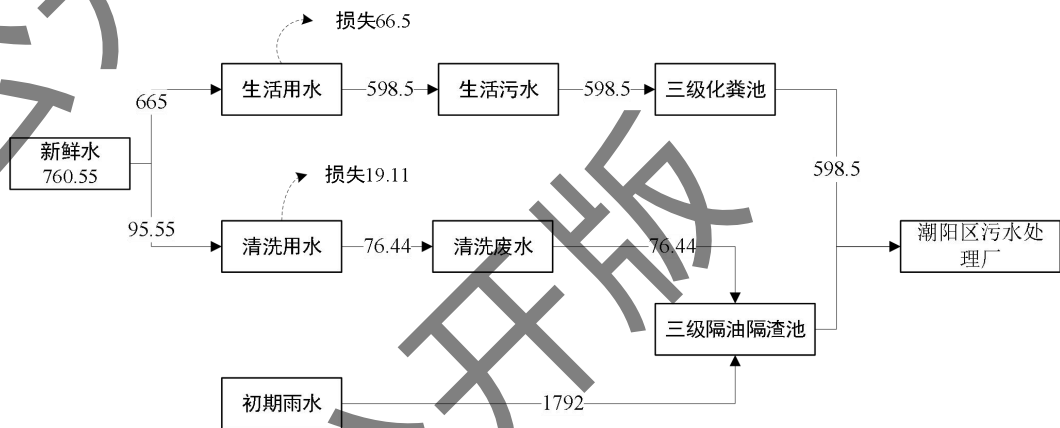 损失66.5
生活用水
598.5
生活污水
598.5
三级化粪池
665
新鲜水
760.55
598.5
损失19.11
95.55
清洗用水
76.44
清洗废水
76.44
潮阳区污水处
理厂
三级隔油隔渣池
初期雨水
1792
开版